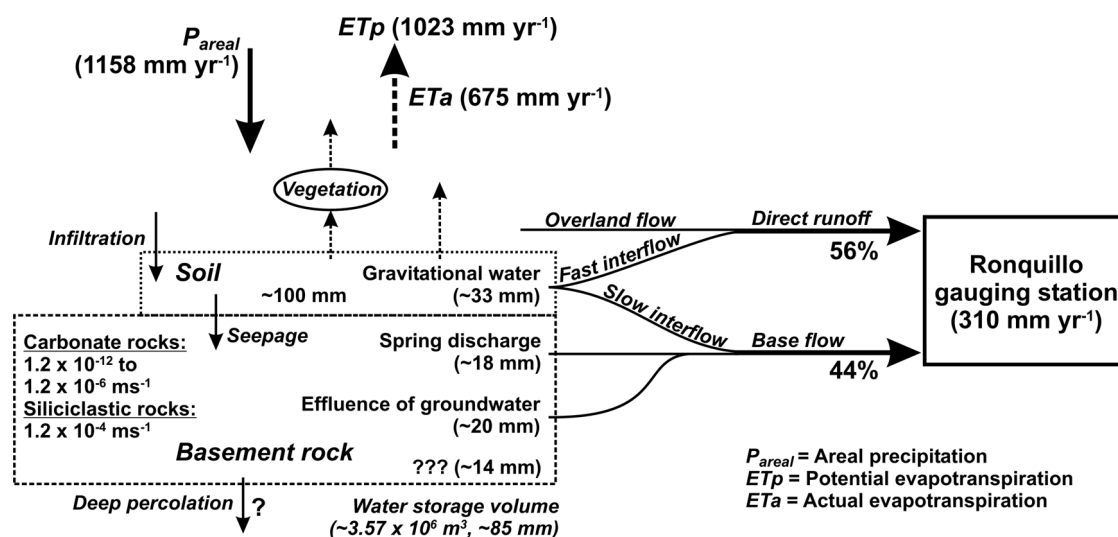 P_areal
(1158 mm yr⁻¹)
ETp (1023 mm yr⁻¹)
ETa (675 mm yr⁻¹)
Vegetation
Infiltration
Overland flow
Direct runoff
56%
Fast interflow
Soil
Gravitational water
~100 mm
(~33 mm)
Slow interflow
Ronquillo
gauging station
(310 mm yr⁻¹)
Seepage
Carbonate rocks:
1.2 x 10⁻¹² to
1.2 x 10⁻⁶ ms⁻¹
Siliciclastic rocks:
1.2 x 10⁻⁴ ms⁻¹
Spring discharge
(~18 mm)
Base flow
44%
Effluence of groundwater
(~20 mm)
Basement rock
??? (~14 mm)
Deep percolation
?
Water storage volume
(~3.57 x 10⁶ m³, ~85 mm)
P_areal = Areal precipitation
ETp = Potential evapotranspiration
ETa = Actual evapotranspiration